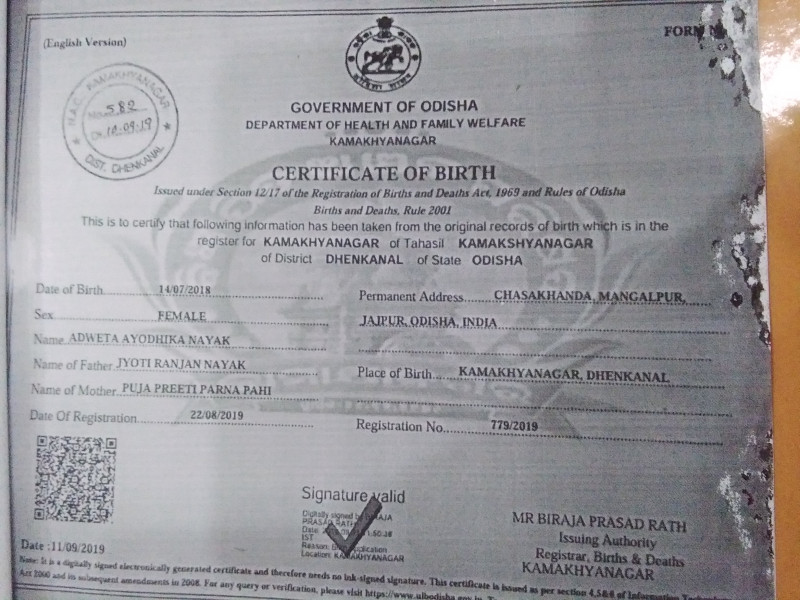 (English Version)
FORM
N.A.C. KAMAKHYANAGAR
No. 582
Dt. 12.09.19
DIST. DHENKANAL
GOVERNMENT OF ODISHA
DEPARTMENT OF HEALTH AND FAMILY WELFARE
KAMAKHYANAGAR
CERTIFICATE OF BIRTH
Issued under Section 12/17 of the Registration of Births and Deaths Act, 1969 and Rules of Odisha
Births and Deaths, Rule 2001
This is to certify that following information has been taken from the original records of birth which is in the
register for KAMAKHYANAGAR of Tahasil KAMAKSHYANAGAR
of District DHENKANAL of State ODISHA
Date of Birth 14/07/2018
Sex FEMALE
Name ADWETA AYODHIKA NAYAK
Name of Father JYOTI RANJAN NAYAK
Name of Mother PUJA PREETI PARNA PAHI
Date Of Registration 22/08/2019
Permanent Address CHASAKHANDA, MANGALPUR,
JAJPUR, ODISHA, INDIA
Place of Birth KAMAKHYANAGAR, DHENKANAL
Registration No. 779/2019
Signature valid
Digitally signed by BIRAJA
PRASAD RATH
Date:
IST
Reason:
Location: KAMAKHYANAGAR
MR BIRAJA PRASAD RATH
Issuing Authority
Registrar, Births & Deaths
KAMAKHYANAGAR
Date :11/09/2019
Note: It is a digitally signed electronically generated certificate and therefore needs no ink-signed signature. This certificate is issued as per section 4,5&6 of Information
Act 2000 and its subsequent amendments in 2008. For any query or verification, please visit https://www.ulbodisha.gov.in